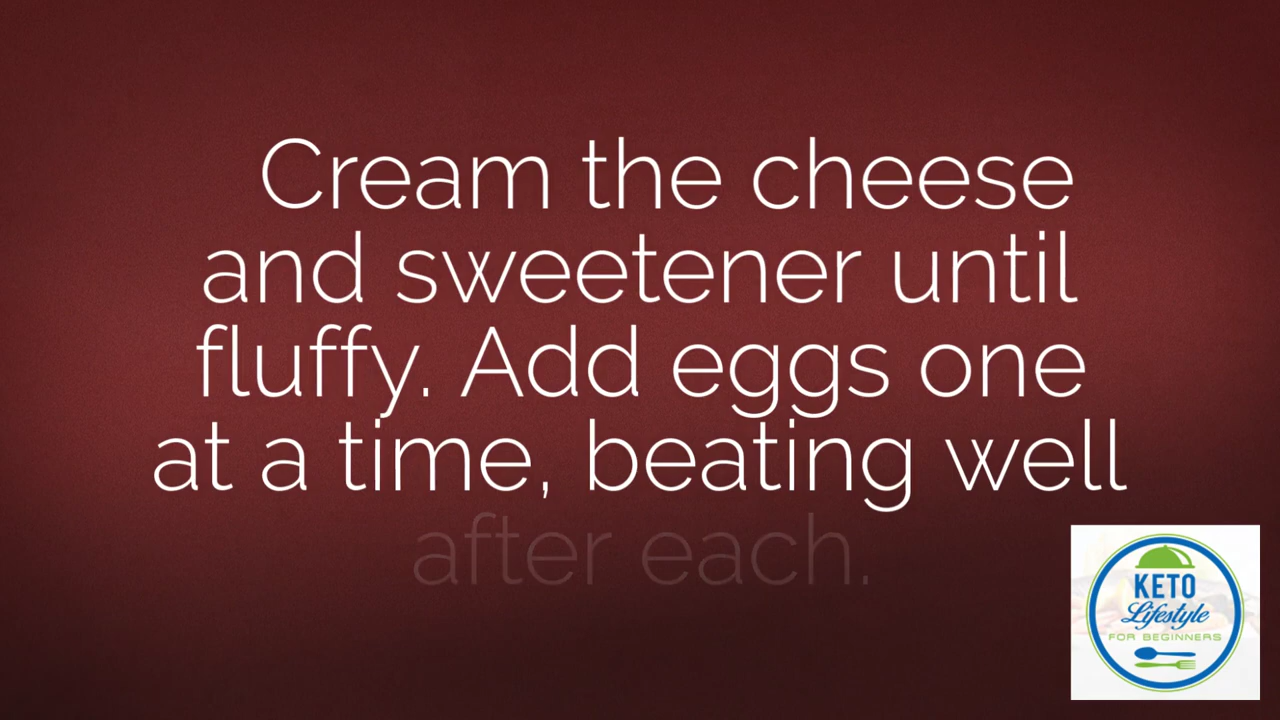 Cream the cheese
and sweetener until
fluffy. Add eggs one
at a time, beating well
after each.
KETO
Lifestyle
FOR BEGINNERS